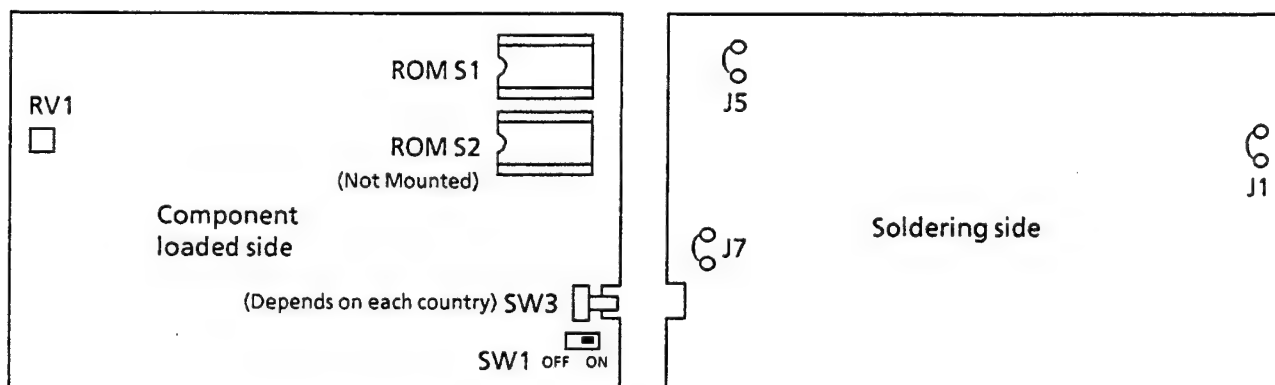 ROM S1
RV1
ROM S2
(Not Mounted)
Component
loaded side
(Depends on each country) SW3
SW1 OFF ON
J5
J1
J7
Soldering side